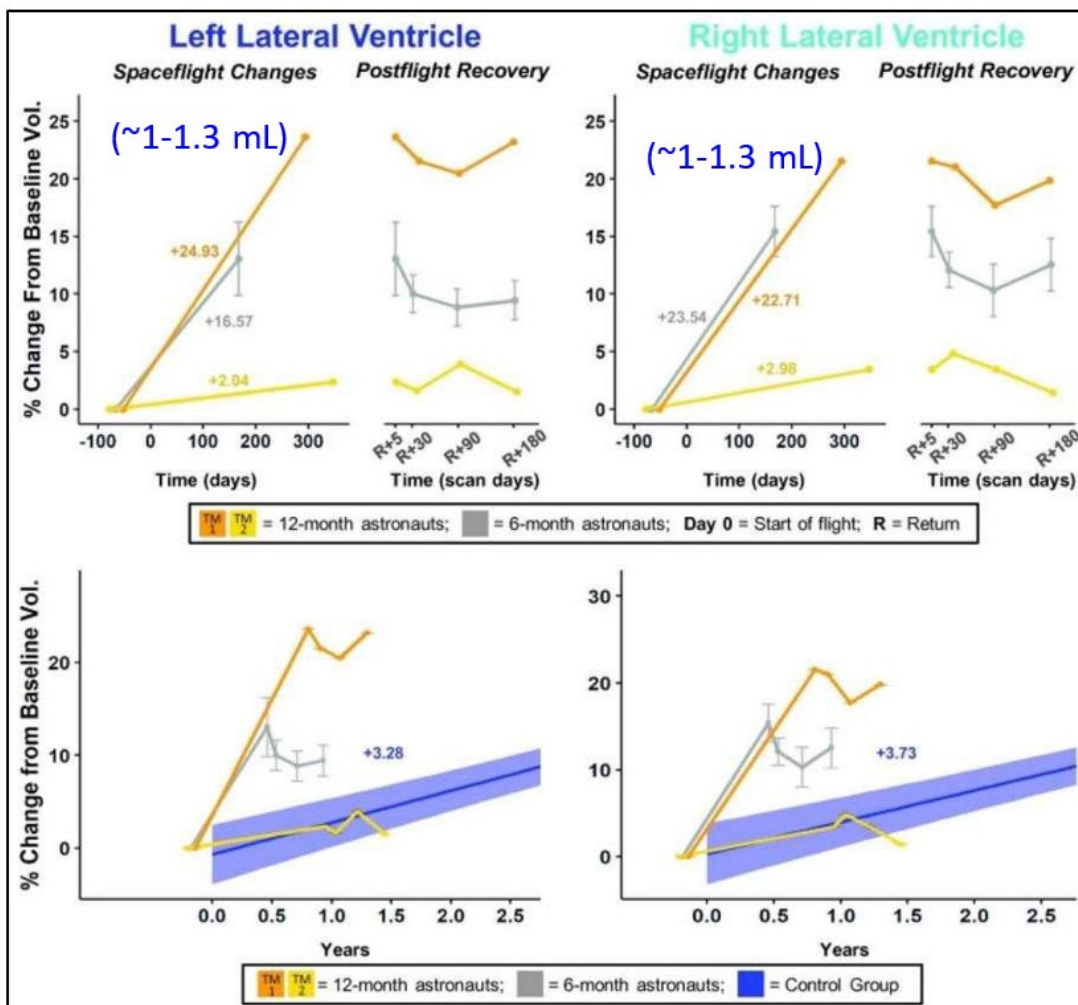 Left Lateral Ventricle
Right Lateral Ventricle
Spaceflight Changes
Postflight Recovery
Spaceflight Changes
Postflight Recovery
% Change From Baseline Vol.
25
20
15
10
5
0
(~1-1.3 mL)
+24.93
+16.57
+2.04
-100
0
100
200
300
Time (days)
R+5
R+30
R+90
R+180
Time (scan days)
25
20
15
10
5
0
(~1-1.3 mL)
+23.54
+22.71
+2.98
-100
0
100
200
300
Time (days)
R+5
R+30
R+90
R+180
Time (scan days)
TM 1 TM 2 = 12-month astronauts; = 6-month astronauts; Day 0 = Start of flight; R = Return
% Change from Baseline Vol.
20
10
0
+3.28
0.0
0.5
1.0
1.5
2.0
2.5
Years
30
20
10
0
+3.73
0.0
0.5
1.0
1.5
2.0
2.5
Years
TM 1 TM 2 = 12-month astronauts; = 6-month astronauts; = Control Group